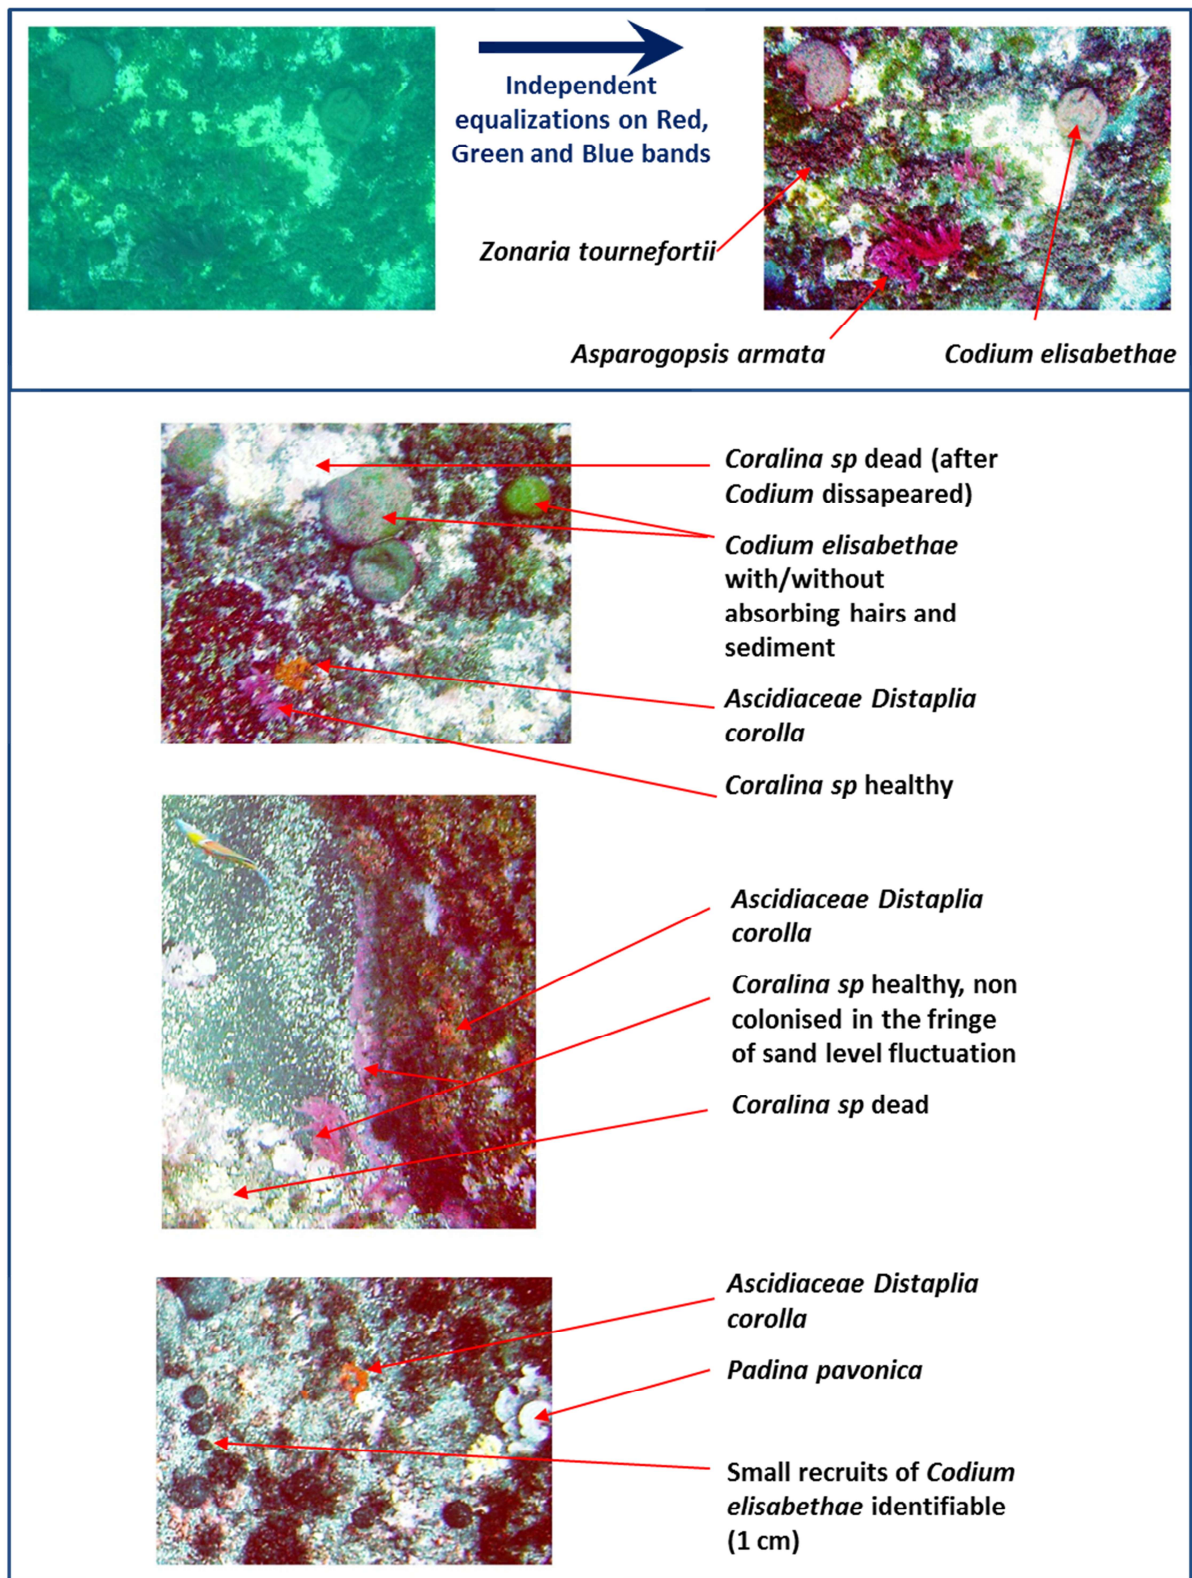 Independent
equalizations on Red,
Green and Blue bands
Zonaria tournefortii
Asparogopsis armata
Codium elisabethae
Coralina sp dead (after
Codium dissapeared)
Codium elisabethae
with/without
absorbing hairs and
sediment
Ascidiaceae Distaplia
corolla
Coralina sp healthy
Ascidiaceae Distaplia
corolla
Coralina sp healthy, non
colonised in the fringe
of sand level fluctuation
Coralina sp dead
Ascidiaceae Distaplia
corolla
Padina pavonica
Small recruits of Codium
elisabethae identifiable
(1 cm)